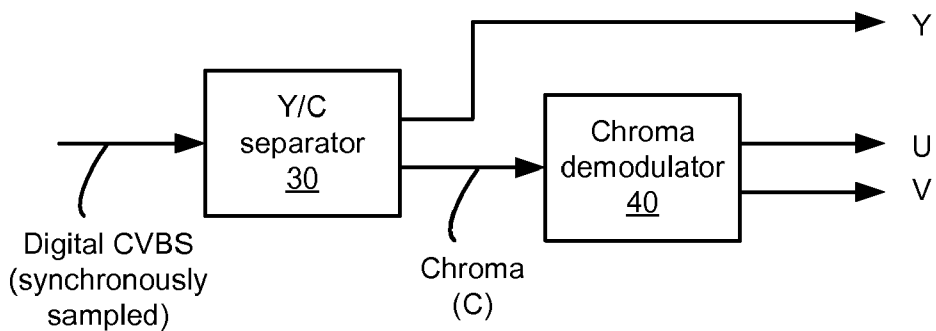 Y
Y/C
separator
30
Chroma
demodulator
40
U
V
Digital CVBS
(synchronously
sampled)
Chroma
(C)